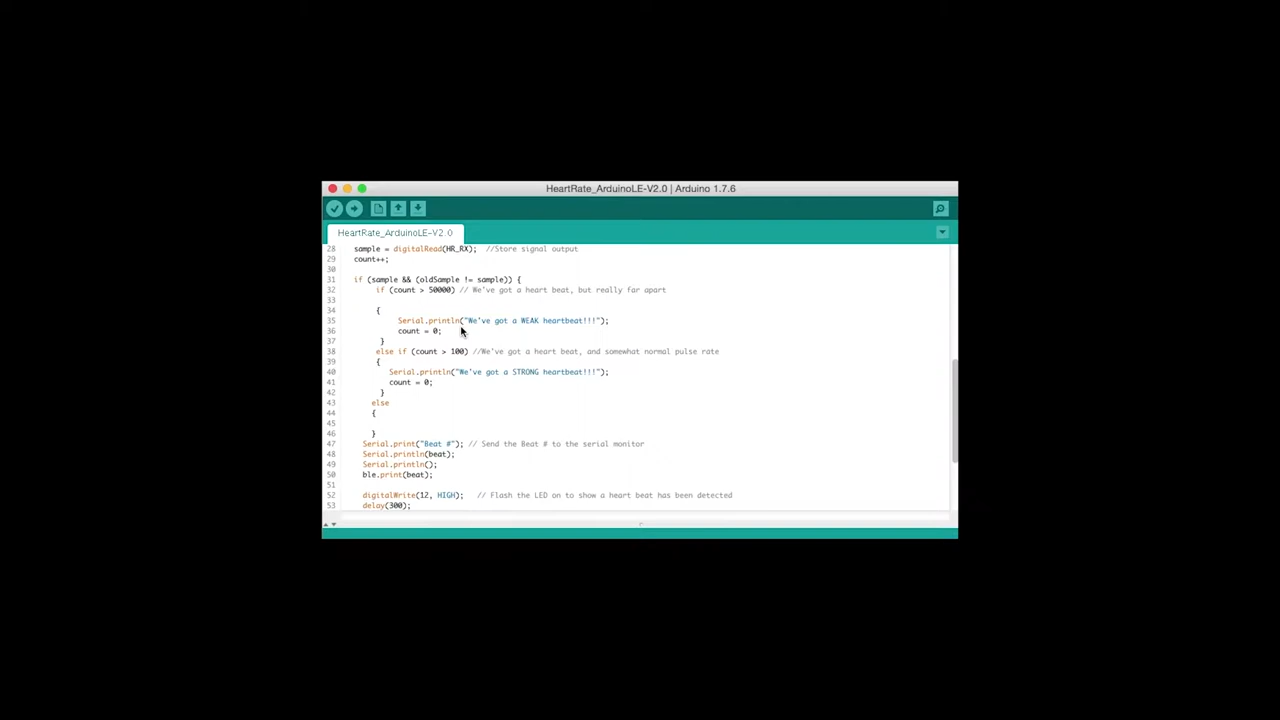 HeartRate_ArduinoLE-V2.0 | Arduino 1.7.6
HeartRate_ArduinoLE-V2.0
28 sample = digitalRead(HR_RX); //Store signal output
29 count++;
30
31 if (sample && (oldSample != sample)) {
32 if (count > 50000) // We've got a heart beat, but really far apart
33
34 {
35 Serial.println("We've got a WEAK heartbeat!!!");
36 count = 0;
37 }
38 else if (count > 100) //We've got a heart beat, and somewhat normal pulse rate
39 {
40 Serial.println("We've got a STRONG heartbeat!!!");
41 count = 0;
42 }
43 else
44 {
45
46 }
47 Serial.print("Beat #"); // Send the Beat # to the serial monitor
48 Serial.println(beat);
49 Serial.println();
50 ble.print(beat);
51
52 digitalWrite(12, HIGH); // Flash the LED on to show a heart beat has been detected
53 delay(300);